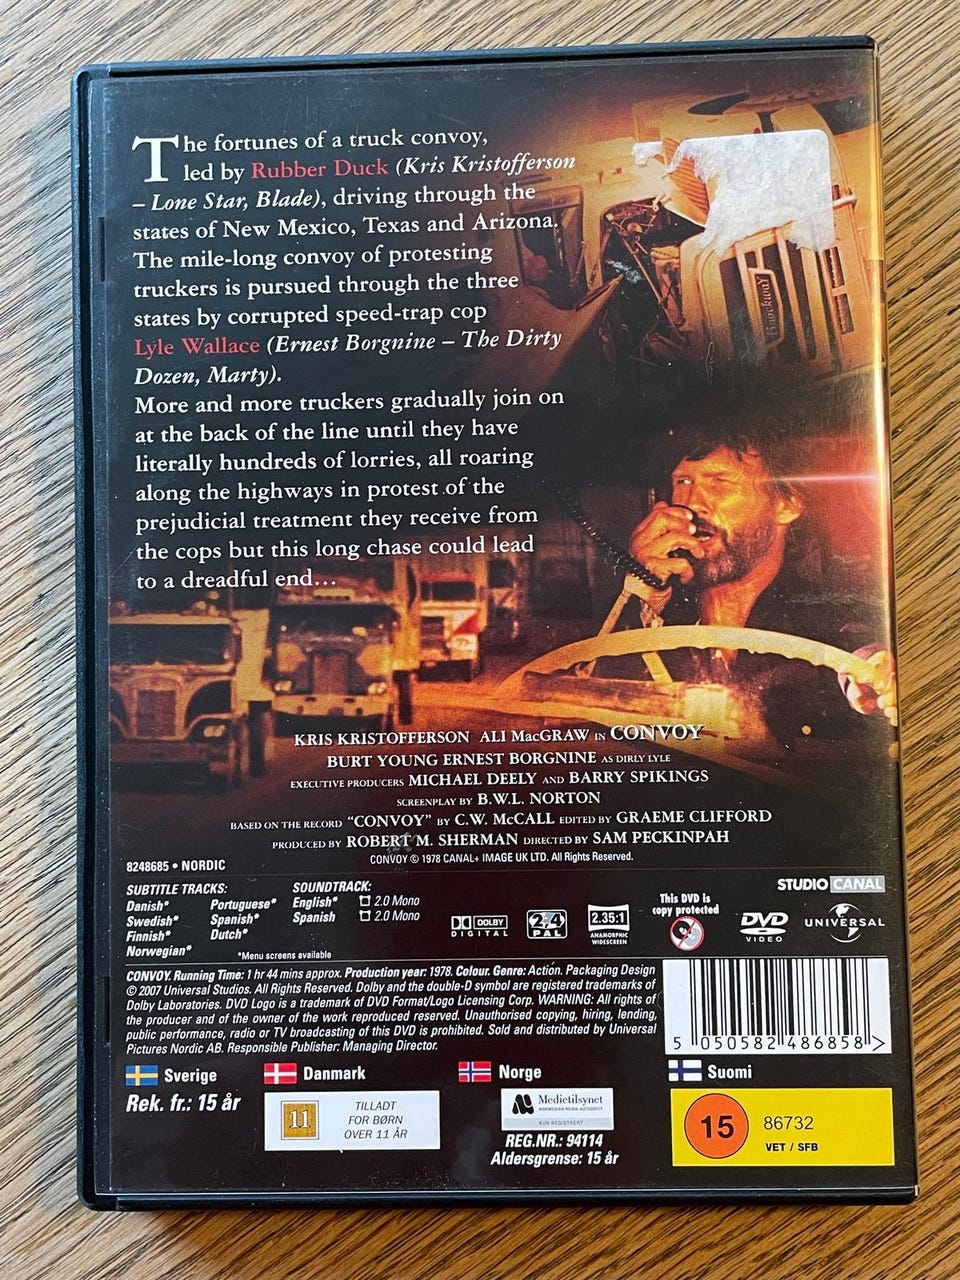 The fortunes of a truck convoy,
led by Rubber Duck (Kris Kristofferson
– Lone Star, Blade), driving through the
states of New Mexico, Texas and Arizona.
The mile-long convoy of protesting
truckers is pursued through the three
states by corrupted speed-trap cop
Lyle Wallace (Ernest Borgnine – The Dirty
Dozen, Marty).
More and more truckers gradually join on
at the back of the line until they have
literally hundreds of lorries, all roaring
along the highways in protest of the
prejudicial treatment they receive from
the cops but this long chase could lead
to a dreadful end...
Brockway
KRIS KRISTOFFERSON ALI MACGRAW IN CONVOY
BURT YOUNG ERNEST BORGNINE AS DIRLY LYLE
EXECUTIVE PRODUCERS MICHAEL DEELY AND BARRY SPIKINGS
SCREENPLAY BY B.W.L. NORTON
BASED ON THE RECORD "CONVOY" BY C.W. McCALL EDITED BY GRAEME CLIFFORD
PRODUCED BY ROBERT M. SHERMAN DIRECTED BY SAM PECKINPAH
CONVOY © 1978 CANAL+ IMAGE UK LTD. All Rights Reserved.
8248685 • NORDIC
STUDIO CANAL
SUBTITLE TRACKS:
Danish* Portuguese*
Swedish* Spanish*
Finnish* Dutch*
Norwegian*
*Menu screens available
SOUNDTRACK:
English* 2.0 Mono
Spanish 2.0 Mono
DOLBY
DIGITAL
2 4
PAL
2.35:1
ANAMORPHIC
WIDESCREEN
This DVD is
copy protected
DVD
VIDEO
UNIVERSAL
CONVOY. Running Time: 1 hr 44 mins approx. Production year: 1978. Colour. Genre: Action. Packaging Design
© 2007 Universal Studios. All Rights Reserved. Dolby and the double-D symbol are registered trademarks of
Dolby Laboratories. DVD Logo is a trademark of DVD Format/Logo Licensing Corp. WARNING: All rights of
the producer and of the owner of the work reproduced reserved. Unauthorised copying, hiring, lending,
public performance, radio or TV broadcasting of this DVD is prohibited. Sold and distributed by Universal
Pictures Nordic AB. Responsible Publisher: Managing Director.
5 050582 486858 >
Sverige
Rek. fr.: 15 år
Danmark
11
TILLADT
FOR BØRN
OVER 11 ÅR
Norge
Medietilsynet
NORWEGIAN MEDIA AUTHORITY
KUN REGISTRERT
REG.NR.: 94114
Aldersgrense: 15 år
Suomi
15
86732
VET / SFB